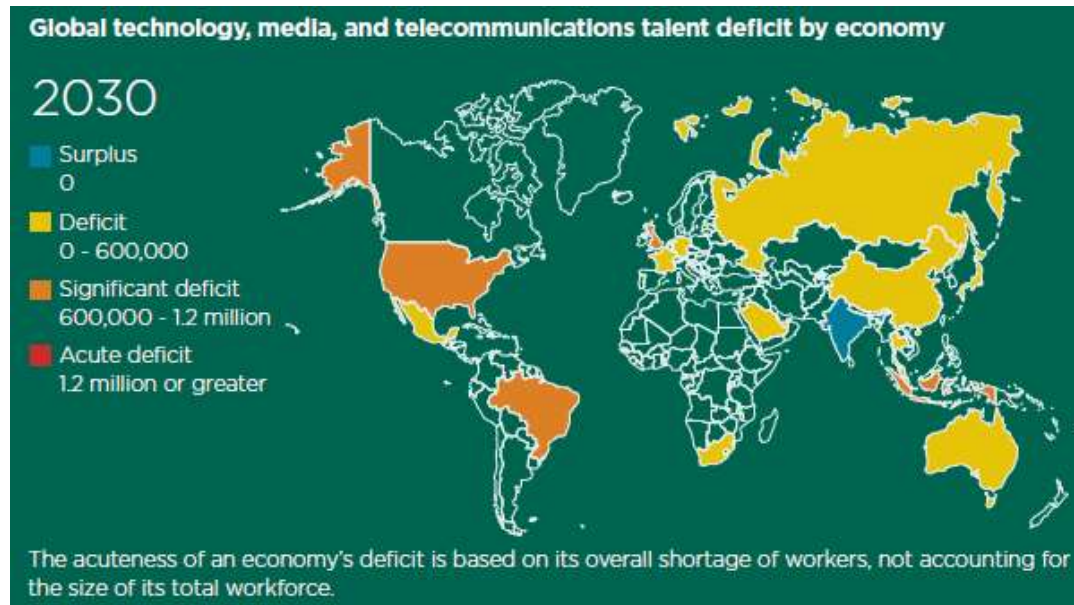 Global technology, media, and telecommunications talent deficit by economy
2030
Surplus
0
Deficit
0 - 600,000
Significant deficit
600,000 - 1.2 million
Acute deficit
1.2 million or greater
The acuteness of an economy's deficit is based on its overall shortage of workers, not accounting for
the size of its total workforce.